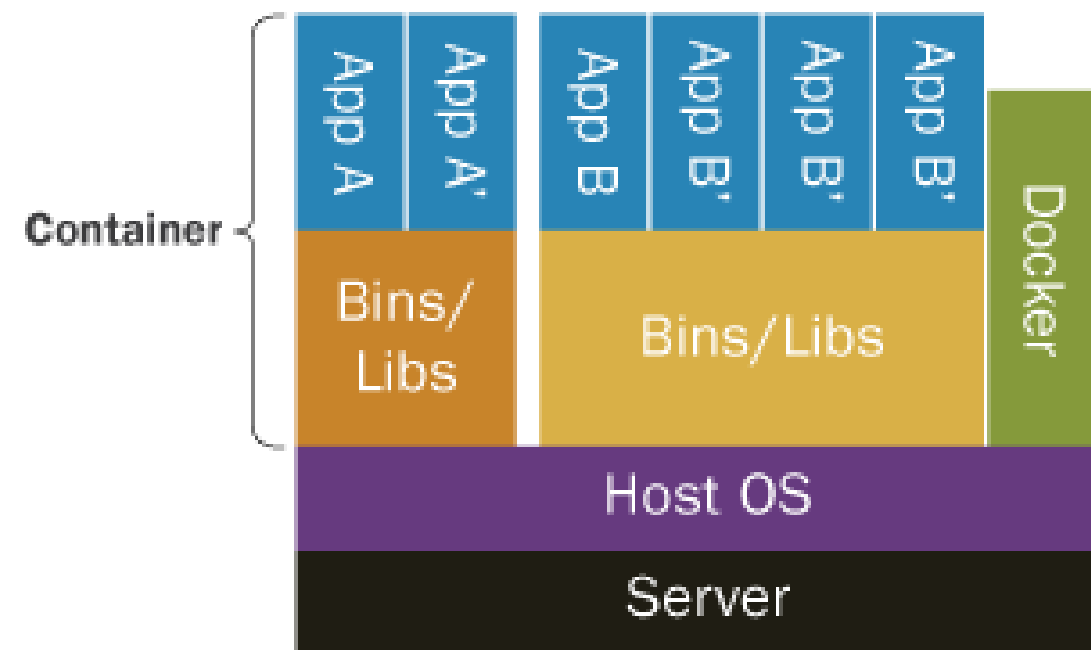 App A
App A'
App B
App B'
App B'
App B'
Container
Docker
Bins/
Libs
Bins/Libs
Host OS
Server